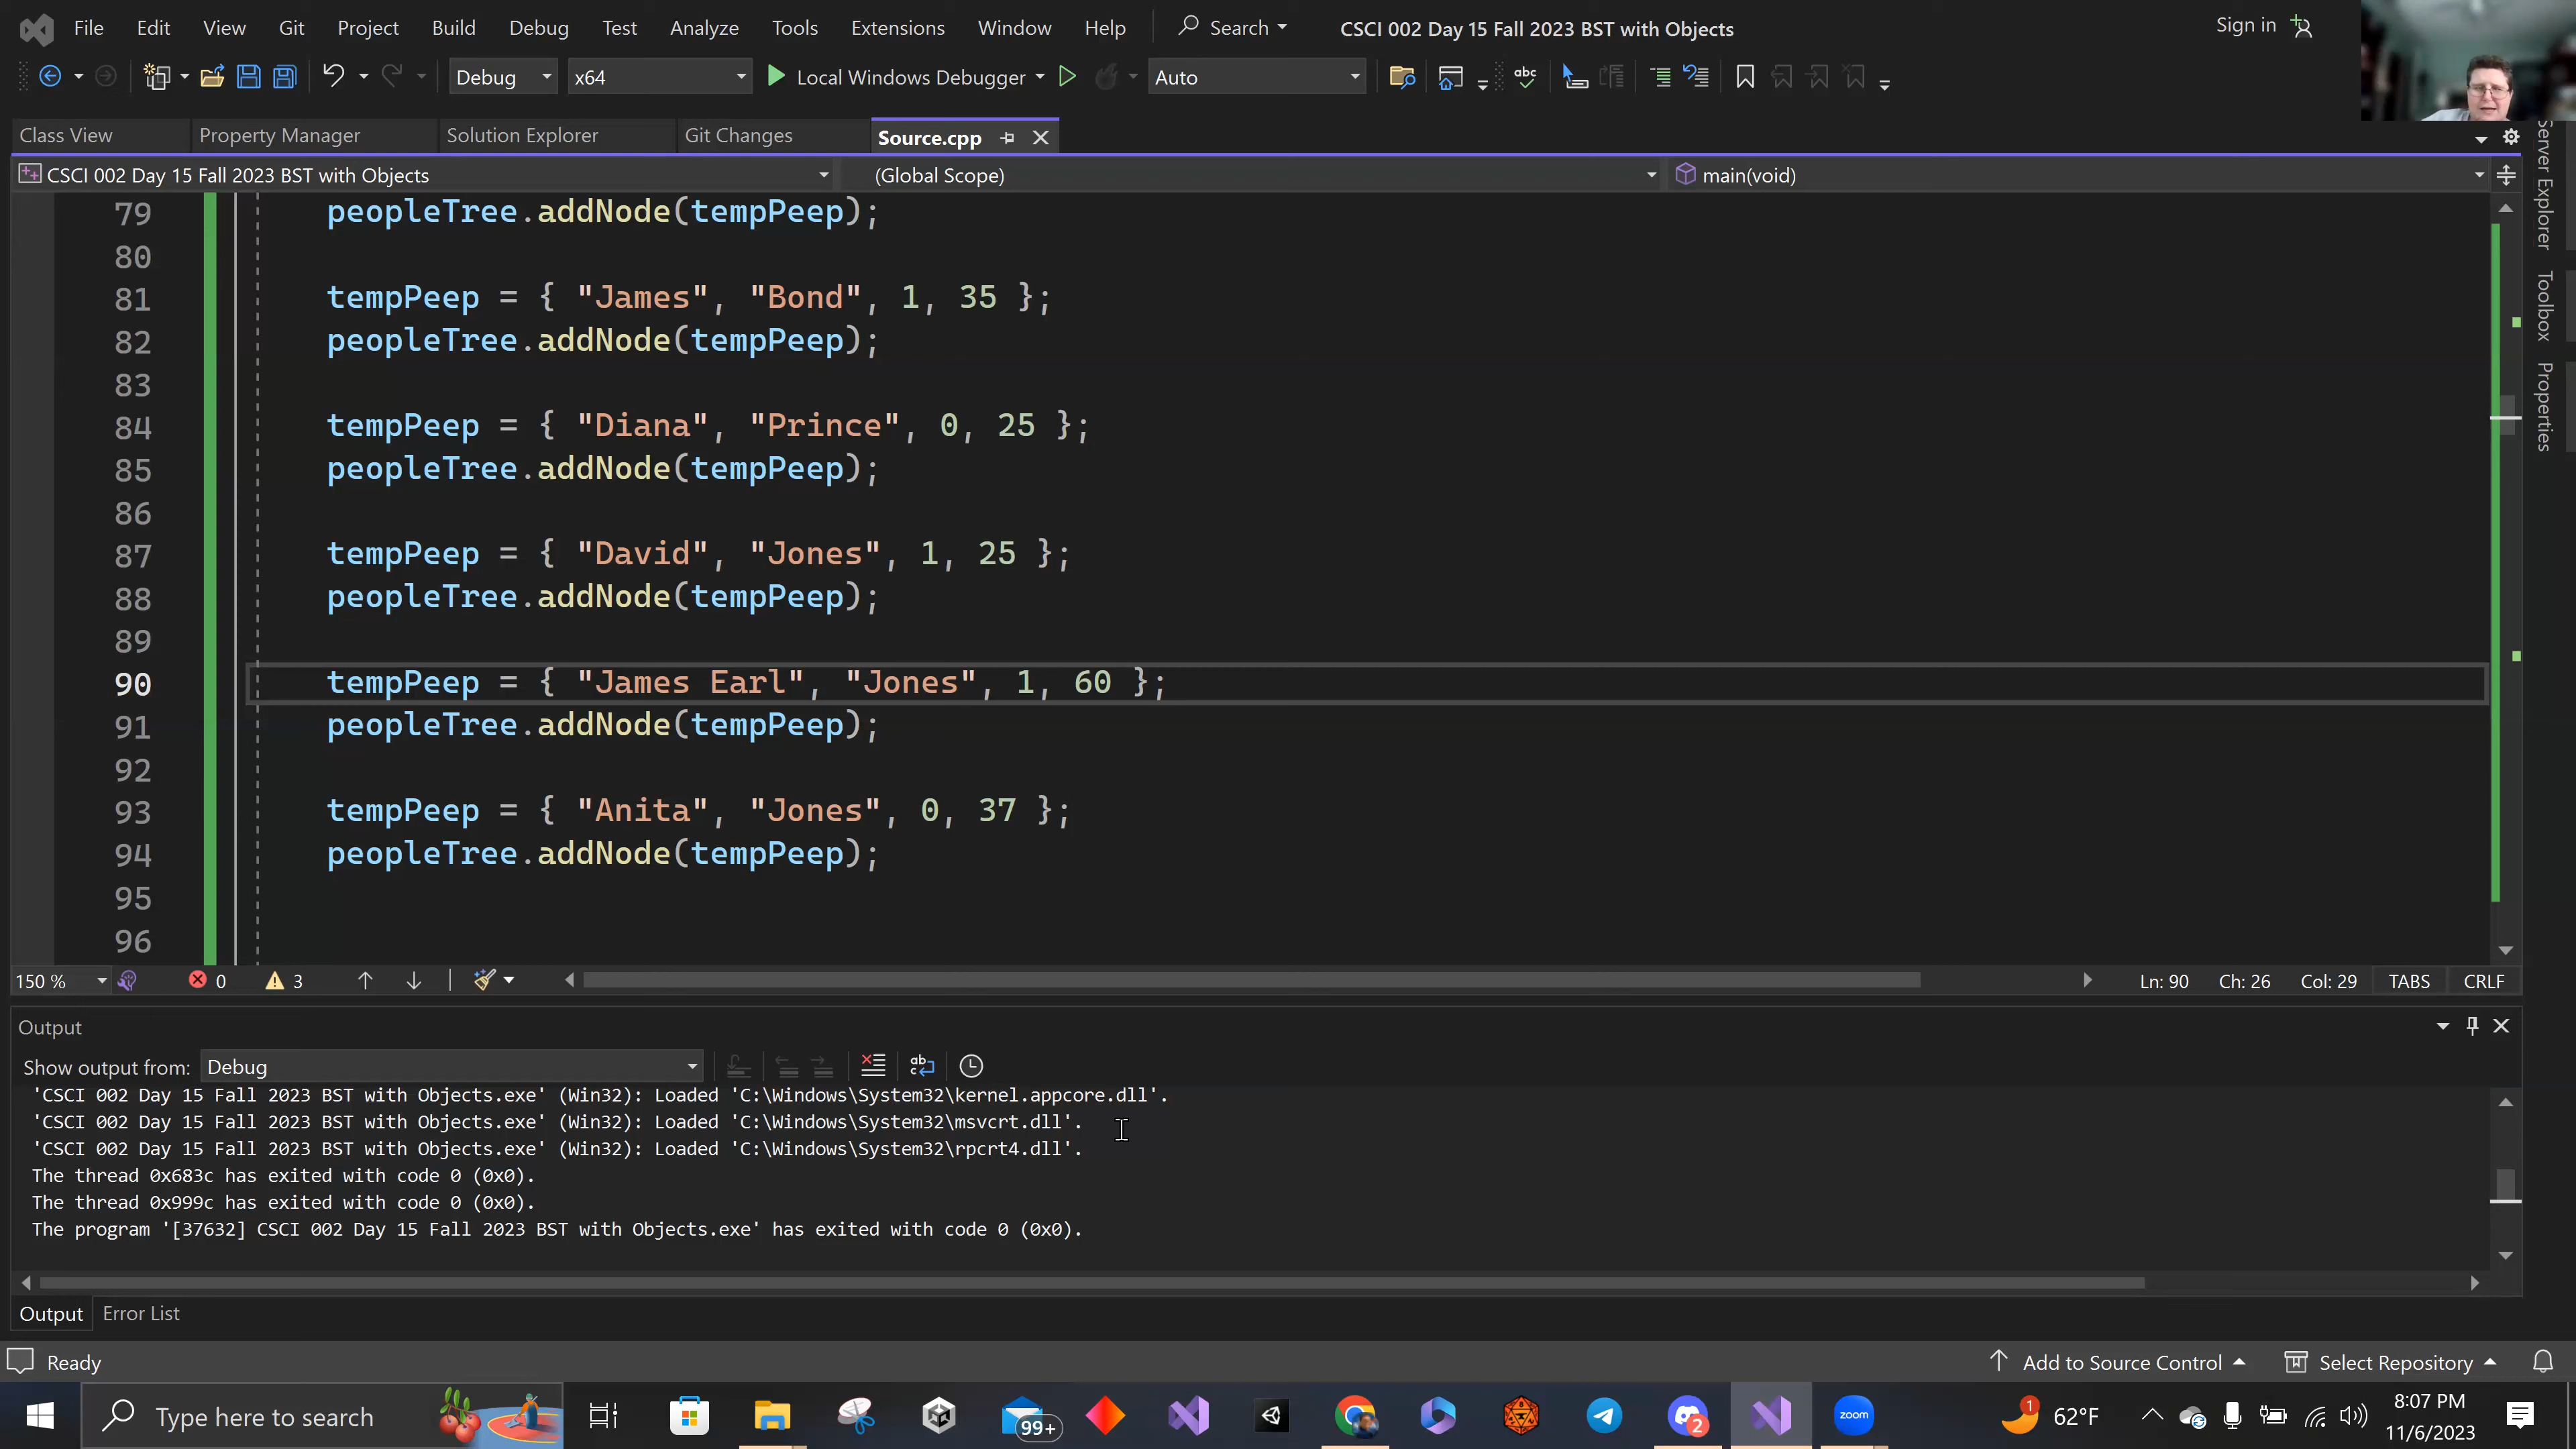 File Edit View Git Project Build Debug Test Analyze Tools Extensions Window Help Search CSCI 002 Day 15 Fall 2023 BST with Objects Sign in
Debug x64 Local Windows Debugger Auto
Class View Property Manager Solution Explorer Git Changes Source.cpp
CSCI 002 Day 15 Fall 2023 BST with Objects (Global Scope) main(void)
79 peopleTree.addNode(tempPeep);
80
81 tempPeep = { "James", "Bond", 1, 35 };
82 peopleTree.addNode(tempPeep);
83
84 tempPeep = { "Diana", "Prince", 0, 25 };
85 peopleTree.addNode(tempPeep);
86
87 tempPeep = { "David", "Jones", 1, 25 };
88 peopleTree.addNode(tempPeep);
89
90 tempPeep = { "James Earl", "Jones", 1, 60 };
91 peopleTree.addNode(tempPeep);
92
93 tempPeep = { "Anita", "Jones", 0, 37 };
94 peopleTree.addNode(tempPeep);
95
96
Server Explorer
Toolbox
Properties
150 % 0 3 Ln: 90 Ch: 26 Col: 29 TABS CRLF
Output
Show output from: Debug
'CSCI 002 Day 15 Fall 2023 BST with Objects.exe' (Win32): Loaded 'C:\Windows\System32\kernel.appcore.dll'.
'CSCI 002 Day 15 Fall 2023 BST with Objects.exe' (Win32): Loaded 'C:\Windows\System32\msvcrt.dll'.
'CSCI 002 Day 15 Fall 2023 BST with Objects.exe' (Win32): Loaded 'C:\Windows\System32\rpcrt4.dll'.
The thread 0x683c has exited with code 0 (0x0).
The thread 0x999c has exited with code 0 (0x0).
The program '[37632] CSCI 002 Day 15 Fall 2023 BST with Objects.exe' has exited with code 0 (0x0).
Output Error List
Ready Add to Source Control Select Repository
Type here to search 99+ 2 zoom 1 62°F 8:07 PM
11/6/2023